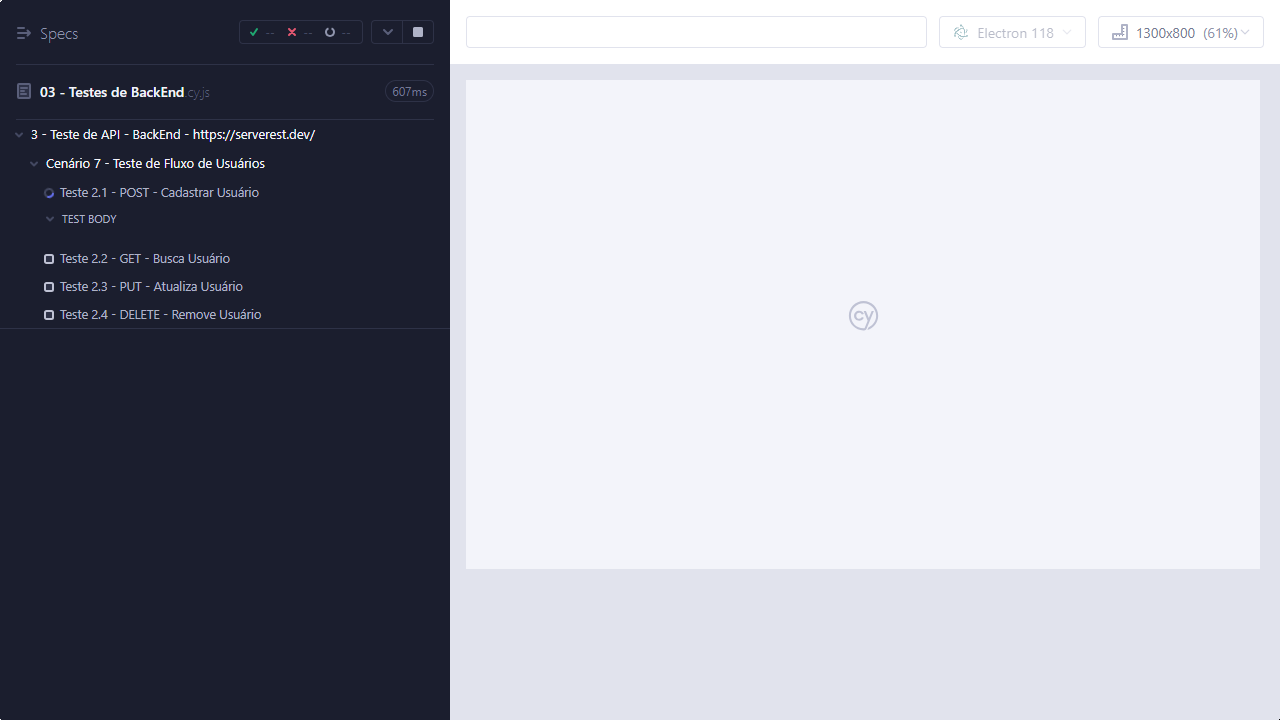 Specs
--
--
--
03 - Testes de BackEnd.cy.js
607ms
3 - Teste de API - BackEnd - https://serverest.dev/
Cenário 7 - Teste de Fluxo de Usuários
Teste 2.1 - POST - Cadastrar Usuário
TEST BODY
Teste 2.2 - GET - Busca Usuário
Teste 2.3 - PUT - Atualiza Usuário
Teste 2.4 - DELETE - Remove Usuário
Electron 118
1300x800 (61%)
cy